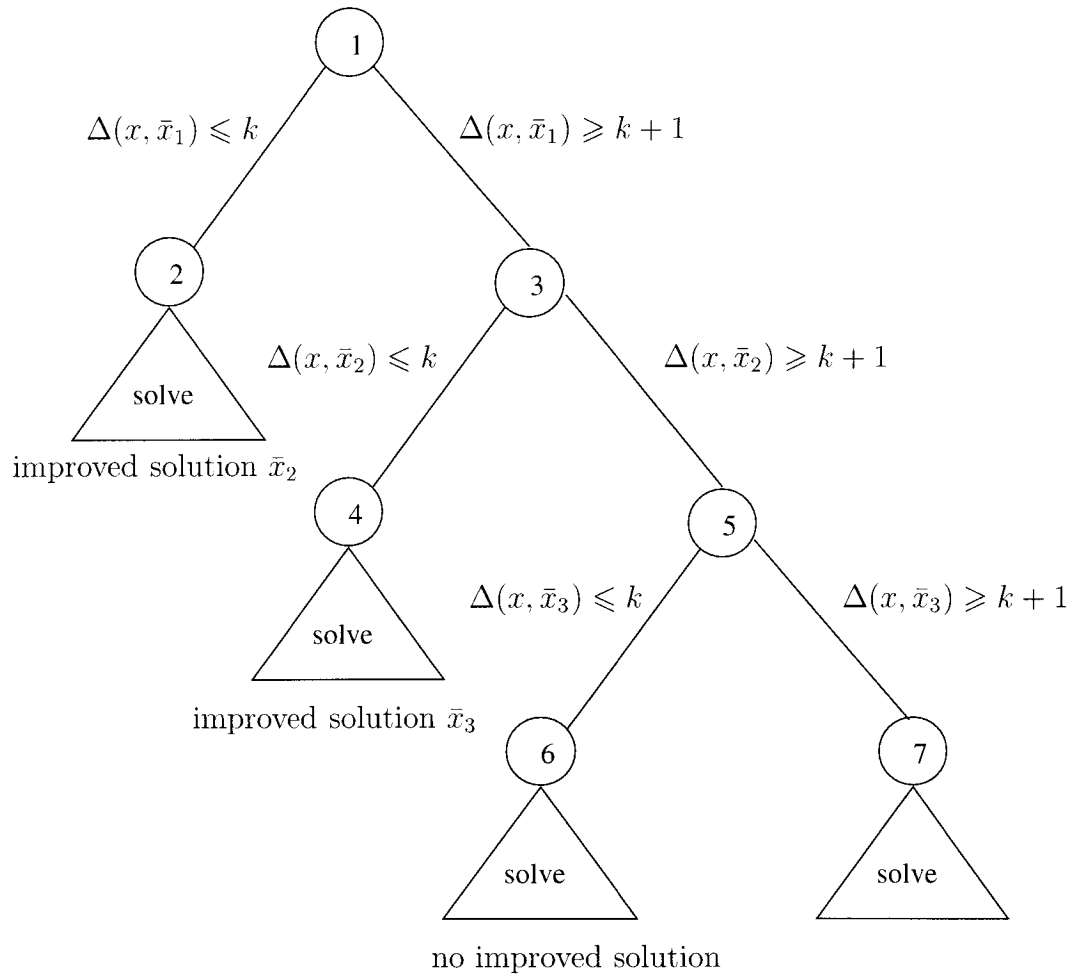 1
Δ(x, x̄₁) ⩽ k
Δ(x, x̄₁) ⩾ k + 1
2
3
solve
Δ(x, x̄₂) ⩽ k
Δ(x, x̄₂) ⩾ k + 1
improved solution x̄₂
4
5
solve
Δ(x, x̄₃) ⩽ k
Δ(x, x̄₃) ⩾ k + 1
improved solution x̄₃
6
7
solve
solve
no improved solution